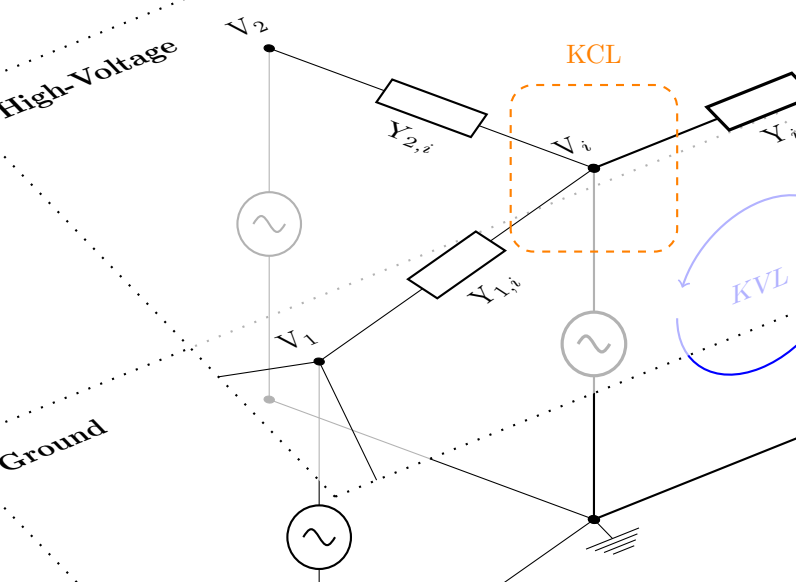 V₂
High-Voltage
KCL
Y₂,ᵢ
Vᵢ
Y₁,ᵢ
KVL
V₁
Ground